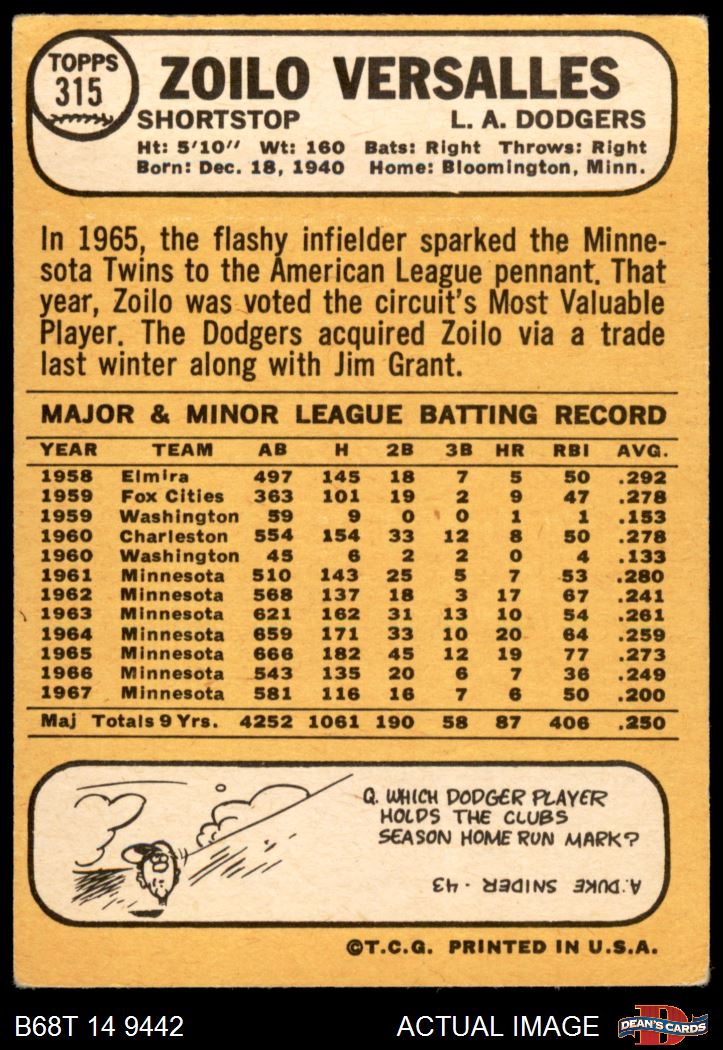 TOPPS
315
ZOILO VERSALLES
SHORTSTOP L. A. DODGERS
Ht: 5'10" Wt: 160 Bats: Right Throws: Right
Born: Dec. 18, 1940 Home: Bloomington, Minn.
In 1965, the flashy infielder sparked the Minne-
sota Twins to the American League pennant. That
year, Zoilo was voted the circuit's Most Valuable
Player. The Dodgers acquired Zoilo via a trade
last winter along with Jim Grant.
MAJOR & MINOR LEAGUE BATTING RECORD
YEAR TEAM AB H 2B 3B HR RBI AVG.
1958 Elmira 497 145 18 7 5 50 .292
1959 Fox Cities 363 101 19 2 9 47 .278
1959 Washington 59 9 0 0 1 1 .153
1960 Charleston 554 154 33 12 8 50 .278
1960 Washington 45 6 2 2 0 4 .133
1961 Minnesota 510 143 25 5 7 53 .280
1962 Minnesota 568 137 18 3 17 67 .241
1963 Minnesota 621 162 31 13 10 54 .261
1964 Minnesota 659 171 33 10 20 64 .259
1965 Minnesota 666 182 45 12 19 77 .273
1966 Minnesota 543 135 20 6 7 36 .249
1967 Minnesota 581 116 16 7 6 50 .200
Maj Totals 9 Yrs. 4252 1061 190 58 87 406 .250
Q. WHICH DODGER PLAYER
HOLDS THE CLUBS
SEASON HOME RUN MARK?
A. DUKE SNIDER - 43
©T.C.G. PRINTED IN U.S.A.
B68T 14 9442 ACTUAL IMAGE D DEAN'S CARDS